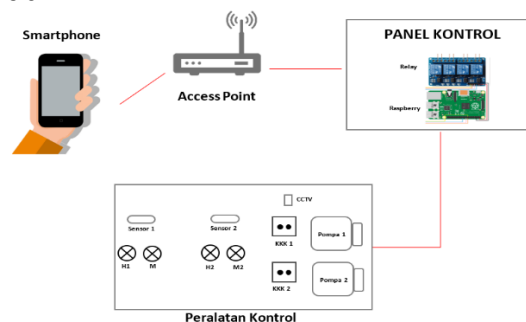 Smartphone
Access Point
PANEL KONTROL
Relay
Raspberry
CCTV
Sensor 1
Sensor 2
KKK 1
Pompa 1
H1
M
H2
M2
KKK 2
Pompa 2
Peralatan Kontrol